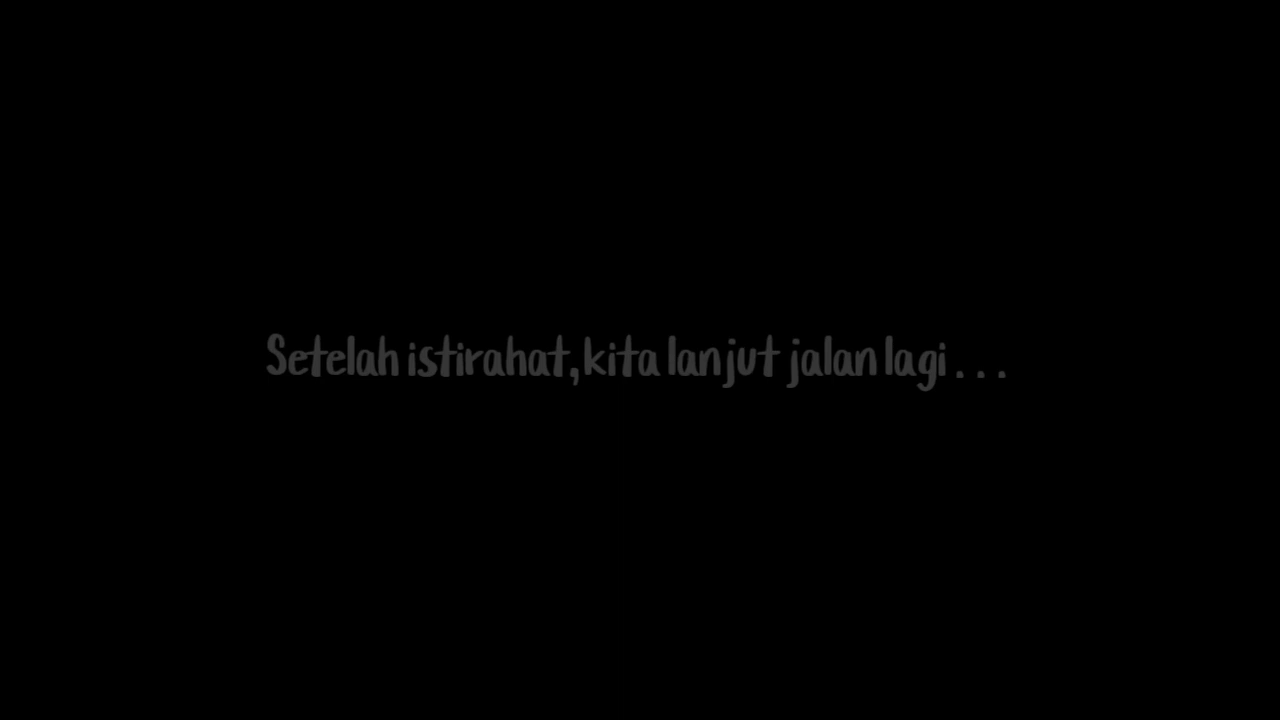 Setelah istirahat, kita lanjut jalan lagi . . .